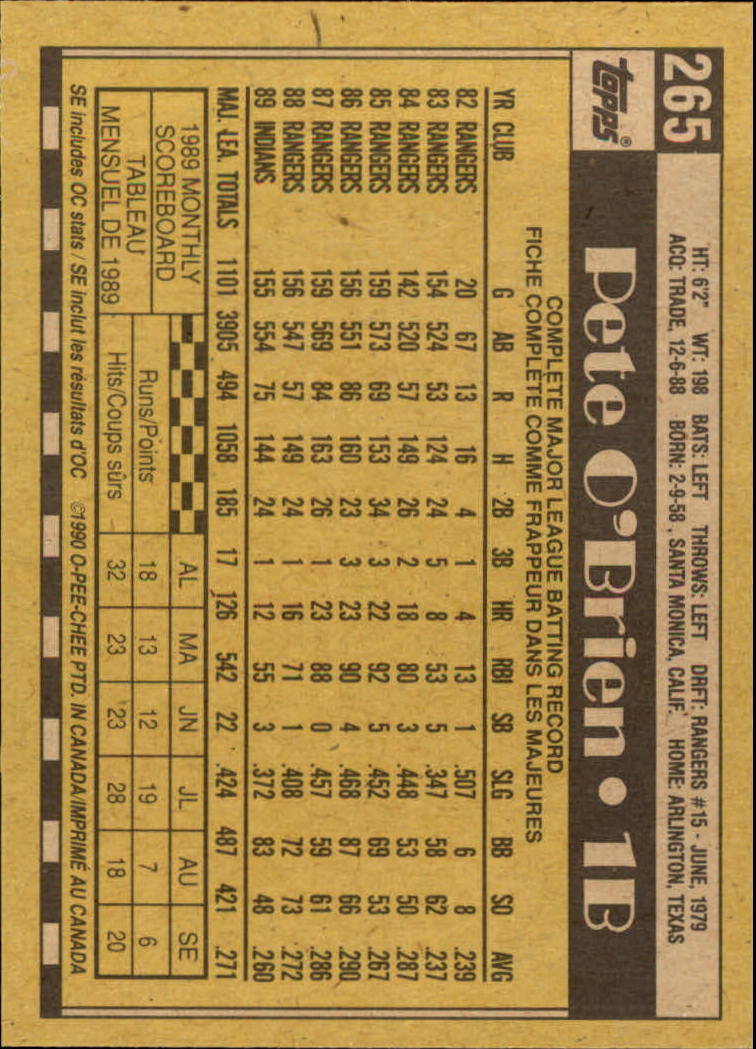 265
topps®
HT: 6'2" WT: 198 BATS: LEFT THROWS: LEFT DRFT: RANGERS #15 - JUNE, 1979
ACQ: TRADE, 12-6-88 BORN: 2-9-58, SANTA MONICA, CALIF. HOME: ARLINGTON, TEXAS
Pete O'Brien • 1B
COMPLETE MAJOR LEAGUE BATTING RECORD
FICHE COMPLÈTE COMME FRAPPEUR DANS LES MAJEURES
YR CLUB G AB R H 2B 3B HR RBI SB SLG BB SO AVG
82 RANGERS 20 67 13 16 4 1 4 13 1 .507 6 8 .239
83 RANGERS 154 524 53 124 24 5 8 53 5 .347 58 62 .237
84 RANGERS 142 520 57 149 26 2 18 80 3 .448 53 50 .287
85 RANGERS 159 573 69 153 34 3 22 92 5 .452 69 53 .267
86 RANGERS 156 551 86 160 23 3 23 90 4 .468 87 66 .290
87 RANGERS 159 569 84 163 26 1 23 88 0 .457 59 61 .286
88 RANGERS 156 547 57 149 24 1 16 71 1 .408 72 73 .272
89 INDIANS 155 554 75 144 24 1 12 55 3 .372 83 48 .260
MAJ. LEA. TOTALS 1101 3905 494 1058 185 17 126 542 22 .424 487 421 .271
1989 MONTHLY
SCOREBOARD
TABLEAU
MENSUEL DE 1989
AL MA JN JL AU SE
Runs/Points 18 13 12 19 7 6
Hits/Coups sûrs 32 23 23 28 18 20
SE includes OC stats / SE inclut les résultats d'OC ©1990 O-PEE-CHEE PTD. IN CANADA/IMPRIMÉ AU CANADA